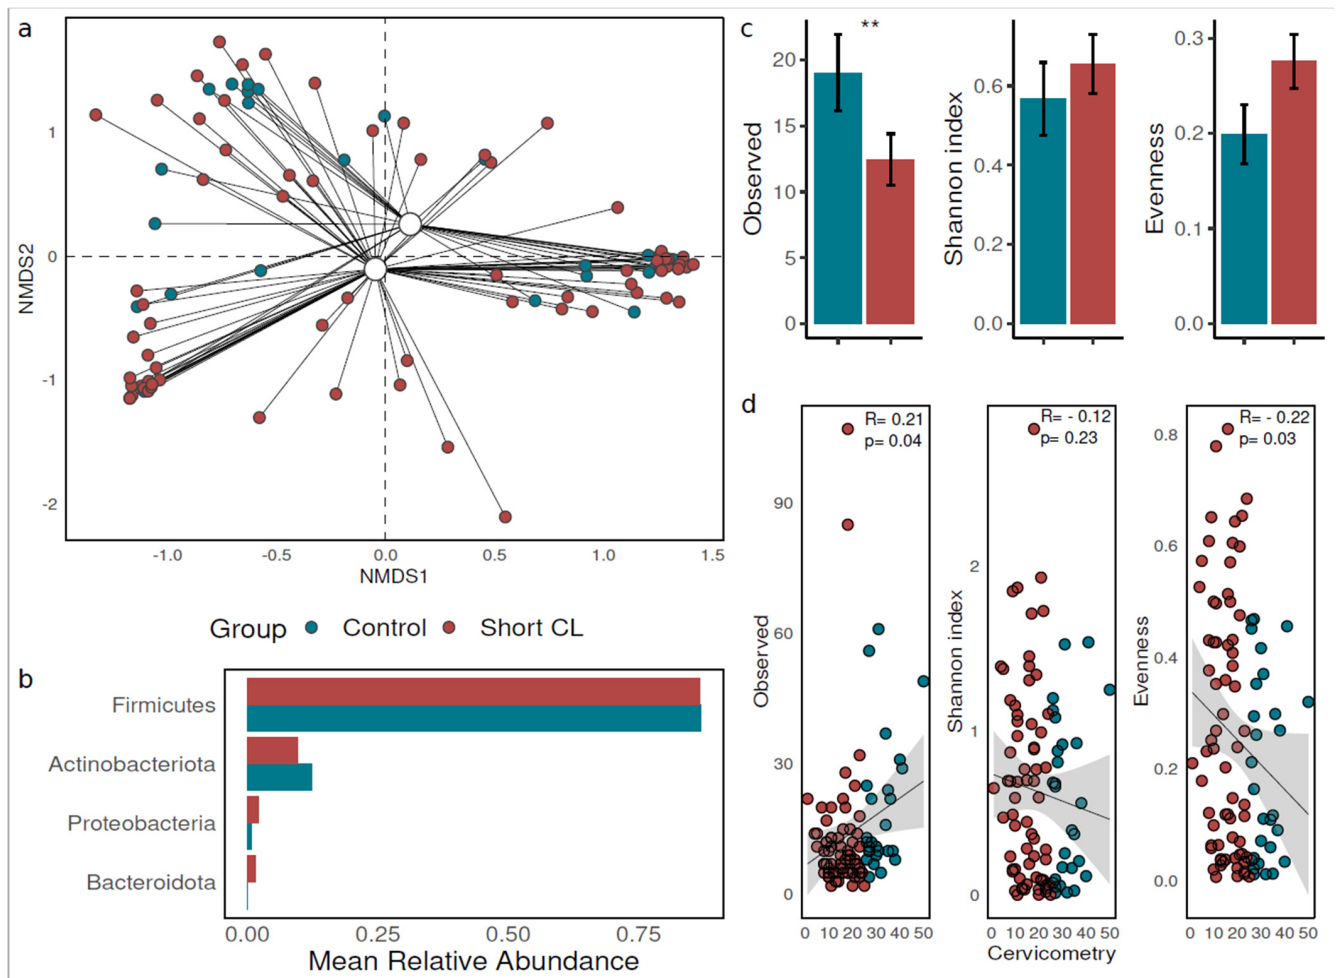 a
1
0
-1
-2
NMDS2
-1.0 -0.5 0.0 0.5 1.0 1.5
NMDS1
Group Control Short CL
b
Firmicutes
Actinobacteriota
Proteobacteria
Bacteroidota
0.00 0.25 0.50 0.75
Mean Relative Abundance
c
**
20
15
10
5
0
Observed
0.6
0.4
0.2
0.0
Shannon index
0.3
0.2
0.1
0.0
Evenness
d
R= 0.21
p= 0.04
90
60
30
0
Observed
0 10 20 30 40 50
R= - 0.12
p= 0.23
2
1
0
Shannon index
0 10 20 30 40 50
Cervicometry
R= - 0.22
p= 0.03
0.8
0.6
0.4
0.2
0.0
Evenness
0 10 20 30 40 50